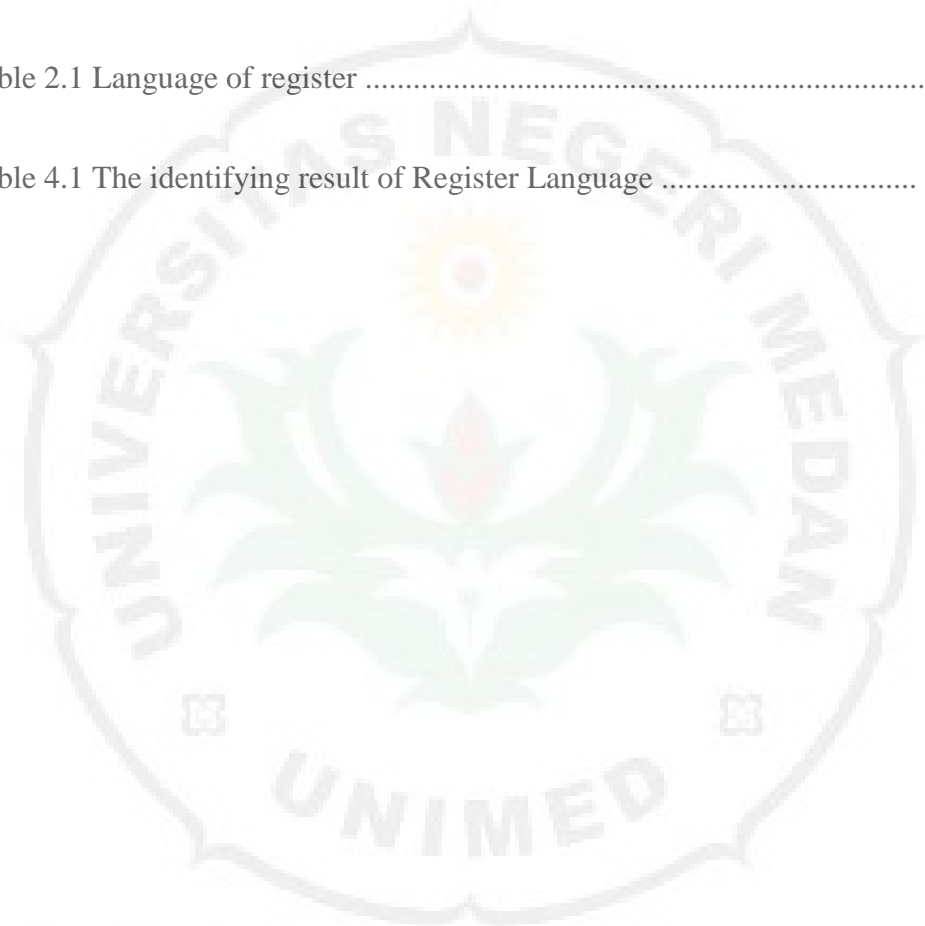 ble 2.1 Language of register ......................................................................
ble 4.1 The identifying result of Register Language ................................
UNIVERSITAS NEGERI MEDAN
UNIMED